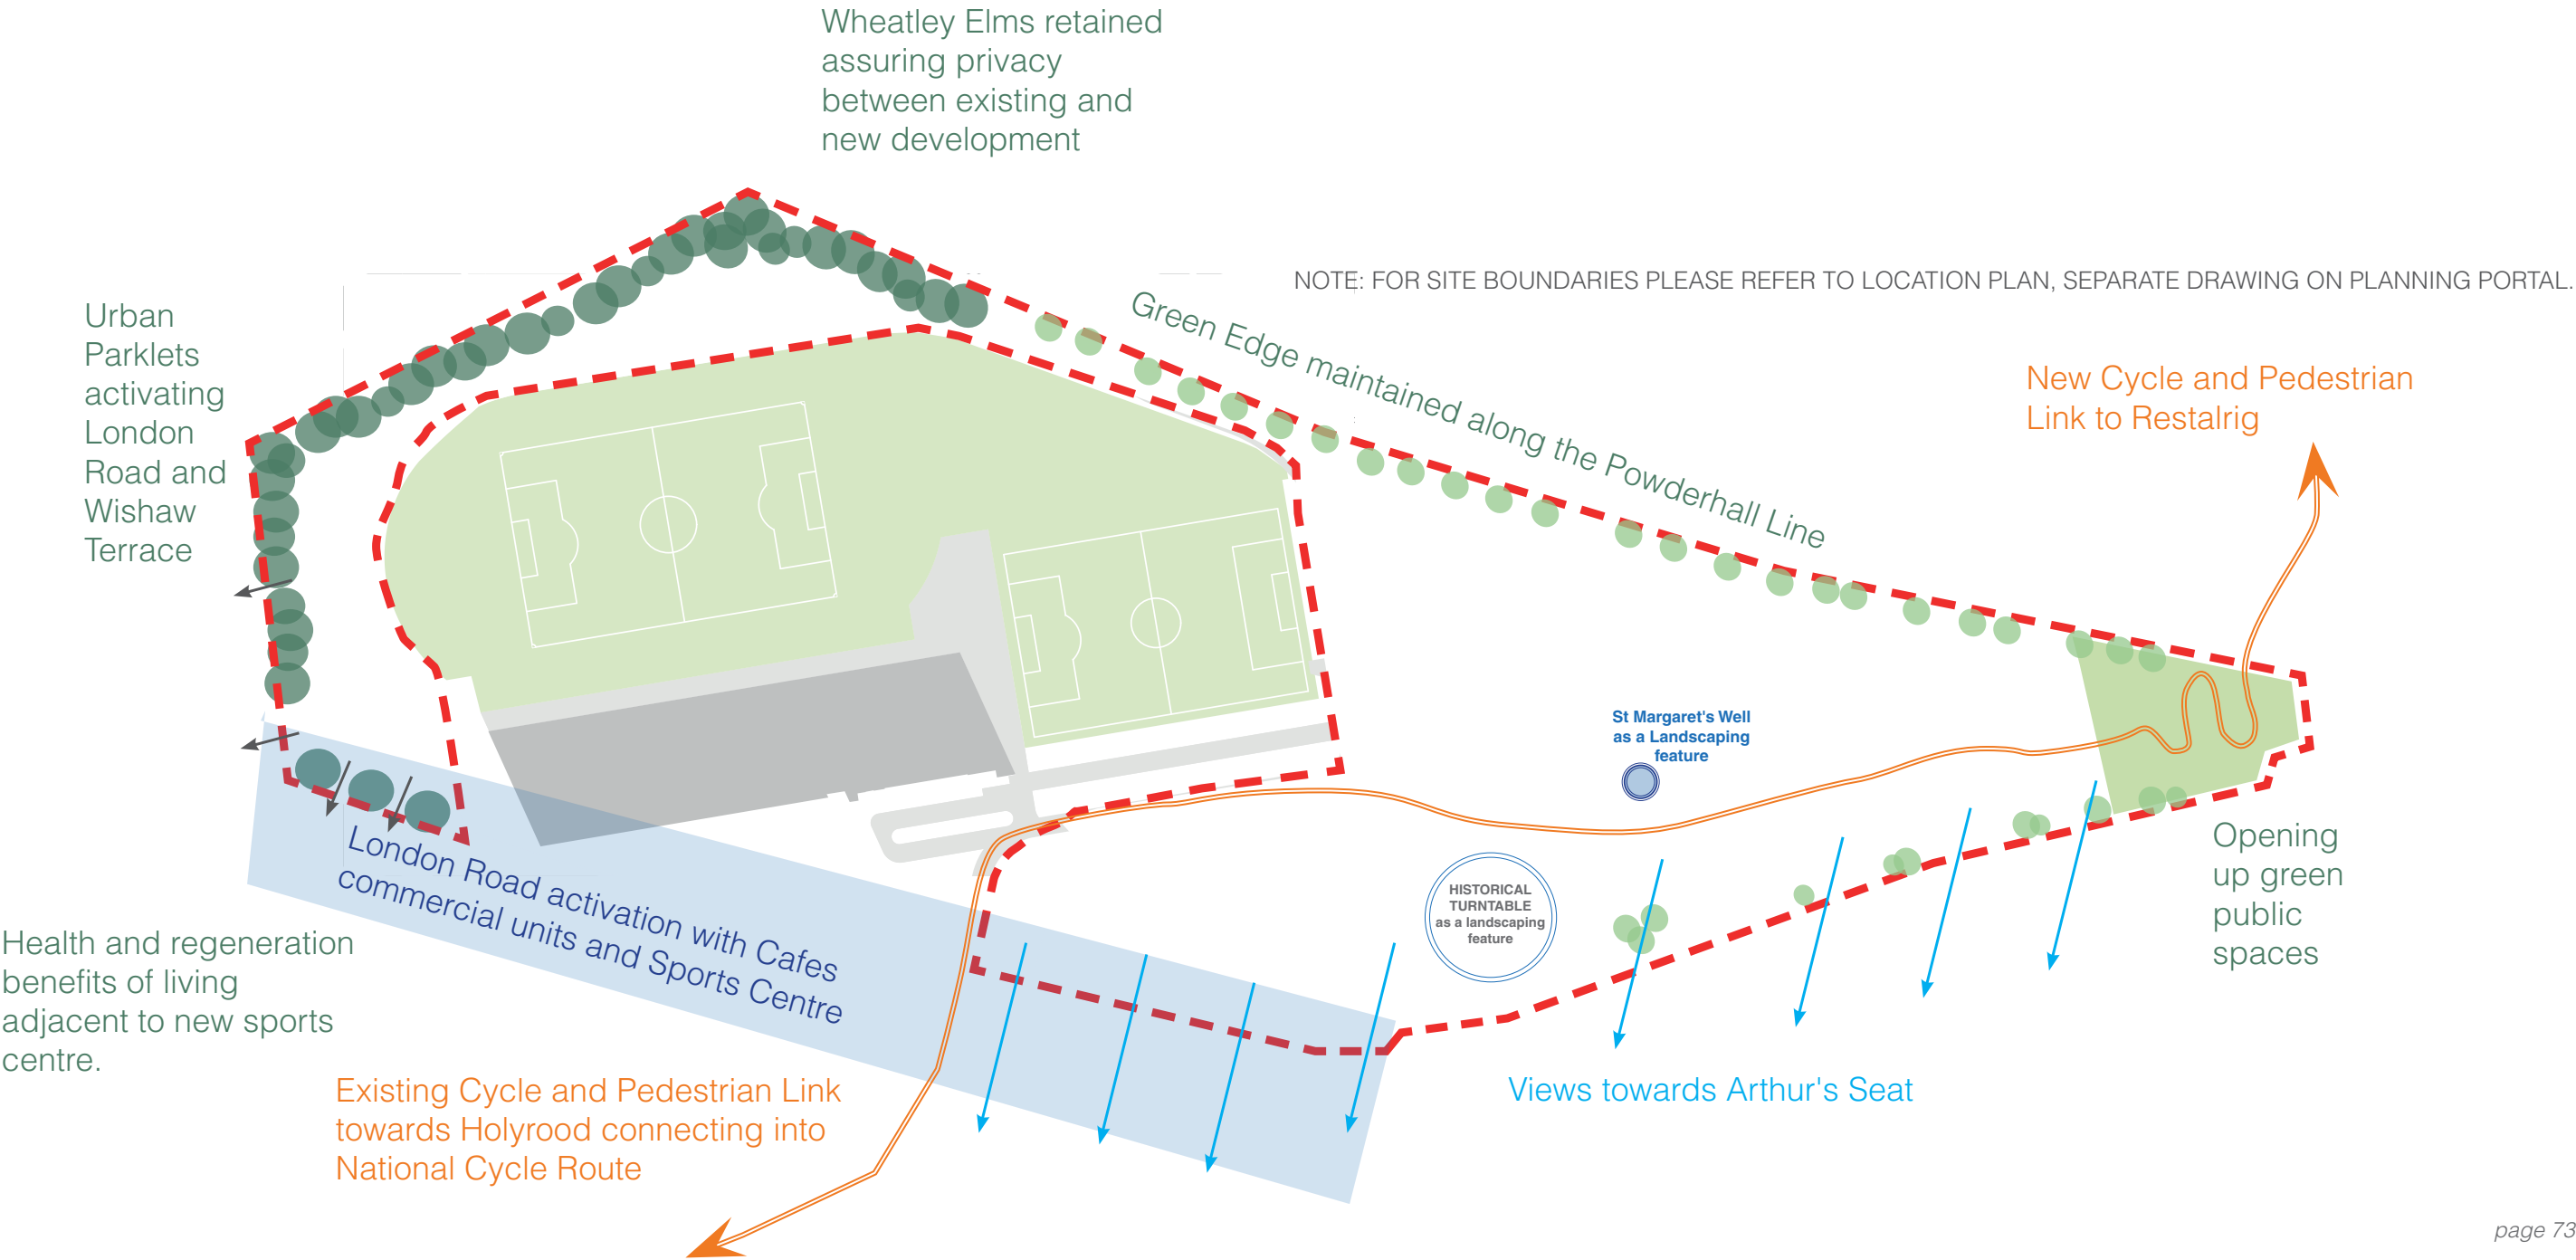 Wheatley Elms retained
assuring privacy
between existing and
new development
NOTE: FOR SITE BOUNDARIES PLEASE REFER TO LOCATION PLAN, SEPARATE DRAWING ON PLANNING PORTAL.
Urban
Parklets
activating
London
Road and
Wishaw
Terrace
Green Edge maintained along the Powderhall Line
New Cycle and Pedestrian
Link to Restalrig
St Margaret's Well
as a Landscaping
feature
HISTORICAL
TURNTABLE
as a landscaping
feature
Opening
up green
public
spaces
London Road activation with Cafes
commercial units and Sports Centre
Health and regeneration
benefits of living
adjacent to new sports
centre.
Existing Cycle and Pedestrian Link
towards Holyrood connecting into
National Cycle Route
Views towards Arthur's Seat
page 73